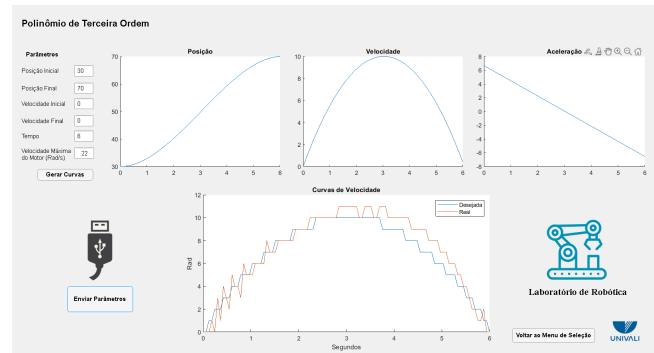 Polinômio de Terceira Ordem
Parâmetros
Posição Inicial 30
Posição Final 70
Velocidade Inicial 0
Velocidade Final 0
Tempo 6
Velocidade Máxima
do Motor (Rad/s) 22
Gerar Curvas
Posição
70
60
50
40
30
0 1 2 3 4 5 6
Velocidade
10
8
6
4
2
0
0 1 2 3 4 5 6
Aceleração
8
6
4
2
0
-2
-4
-6
-8
0 1 2 3 4 5 6
Enviar Parâmetros
Curvas de Velocidade
12
10
8
6
4
2
0
Rad
0 1 2 3 4 5 6
Segundos
Desejada
Real
Laboratório de Robótica
Voltar ao Menu de Seleção
UNIVALI